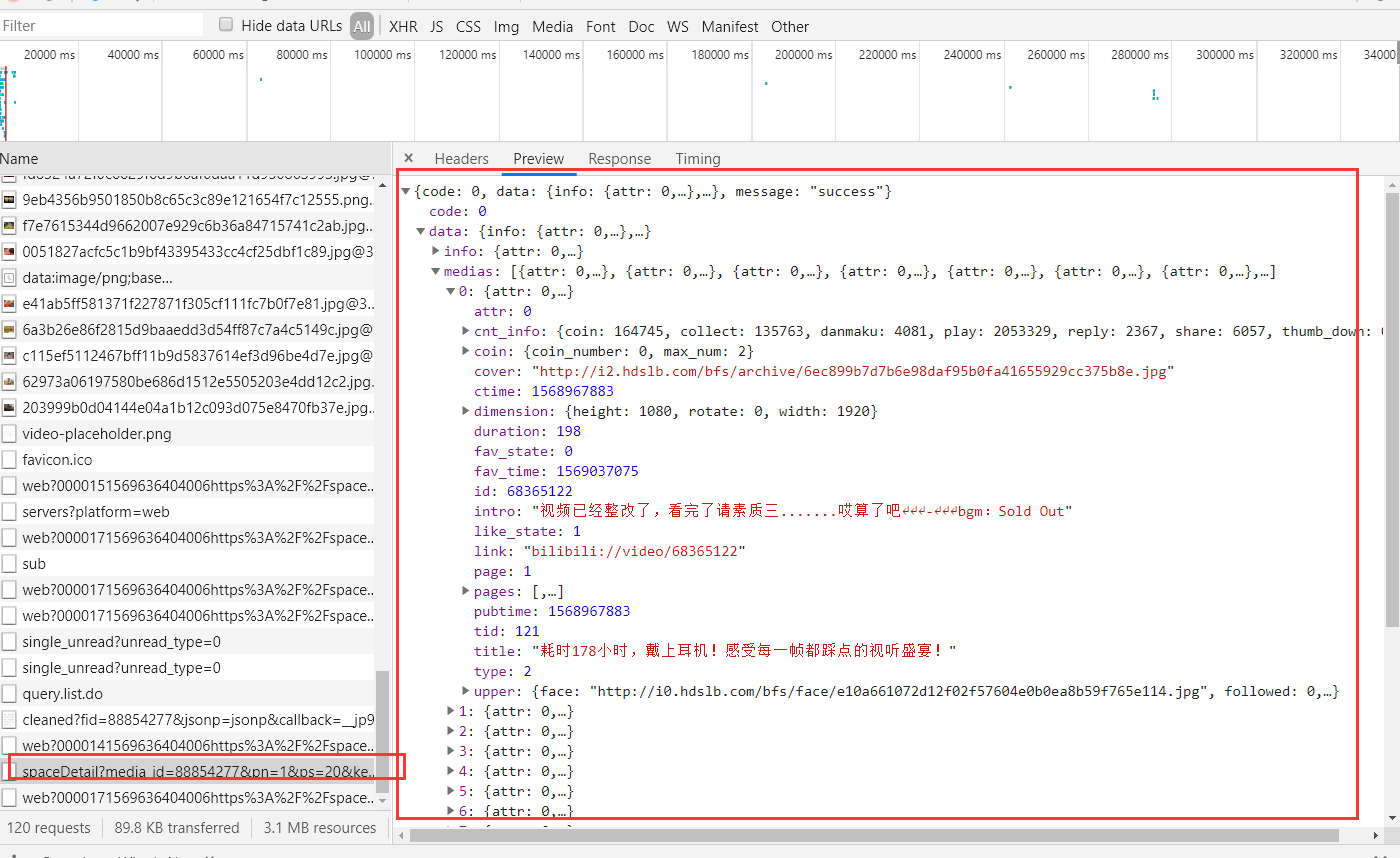 Filter Hide data URLs All XHR JS CSS Img Media Font Doc WS Manifest Other
20000 ms 40000 ms 60000 ms 80000 ms 100000 ms 120000 ms 140000 ms 160000 ms 180000 ms 200000 ms 220000 ms 240000 ms 260000 ms 280000 ms 300000 ms 320000 ms 34000
Name
× Headers Preview Response Timing
9eb4356b9501850b8c65c3c89e121654f7c12555.png...
f7e7615344d9662007e929c6b36a84715741c2ab.jpg...
0051827acfc5c1b9bf43395433cc4cf25dbf1c89.jpg@3
data:image/png;base...
e41ab5ff581371f227871f305cf111fc7b0f7e81.jpg@3..
6a3b26e86f2815d9baaedd3d54ff87c7a4c5149c.jpg@
c115ef5112467bff11b9d5837614ef3d96be4d7e.jpg@
62973a06197580be686d1512e5505203e4dd12c2.jpg.
203999b0d04144e04a1b12c093d075e8470fb37e.jpg..
video-placeholder.png
favicon.ico
web?0000151569636404006https%3A%2F%2Fspace..
servers?platform=web
web?0000171569636404006https%3A%2F%2Fspace..
sub
web?0000171569636404006https%3A%2F%2Fspace..
web?0000171569636404006https%3A%2F%2Fspace..
single_unread?unread_type=0
single_unread?unread_type=0
query.list.do
cleaned?fid=88854277&jsonp=jsonp&callback=__jp9
web?0000141569636404006https%3A%2F%2Fspace..
spaceDetail?media_id=88854277&pn=1&ps=20&ke..
web?0000171569636404006https%3A%2F%2Fspace..
120 requests 89.8 KB transferred 3.1 MB resources
{code: 0, data: {info: {attr: 0,…},…}, message: "success"}
code: 0
data: {info: {attr: 0,…},…}
info: {attr: 0,…}
medias: [{attr: 0,…}, {attr: 0,…}, {attr: 0,…}, {attr: 0,…}, {attr: 0,…}, {attr: 0,…}, {attr: 0,…},…]
0: {attr: 0,…}
attr: 0
cnt_info: {coin: 164745, collect: 135763, danmaku: 4081, play: 2053329, reply: 2367, share: 6057, thumb_down:
coin: {coin_number: 0, max_num: 2}
cover: "http://i2.hdslb.com/bfs/archive/6ec899b7d7b6e98daf95b0fa41655929cc375b8e.jpg"
ctime: 1568967883
dimension: {height: 1080, rotate: 0, width: 1920}
duration: 198
fav_state: 0
fav_time: 1569037075
id: 68365122
intro: "视频已经整改了，看完了请素质三.......哎算了吧↲↲↲-↲↲↲bgm：Sold Out"
like_state: 1
link: "bilibili://video/68365122"
page: 1
pages: [,…]
pubtime: 1568967883
tid: 121
title: "耗时178小时，戴上耳机！感受每一帧都踩点的视听盛宴！"
type: 2
upper: {face: "http://i0.hdslb.com/bfs/face/e10a661072d12f02f57604e0b0ea8b59f765e114.jpg", followed: 0,…}
1: {attr: 0,…}
2: {attr: 0,…}
3: {attr: 0,…}
4: {attr: 0,…}
5: {attr: 0,…}
6: {attr: 0,…}